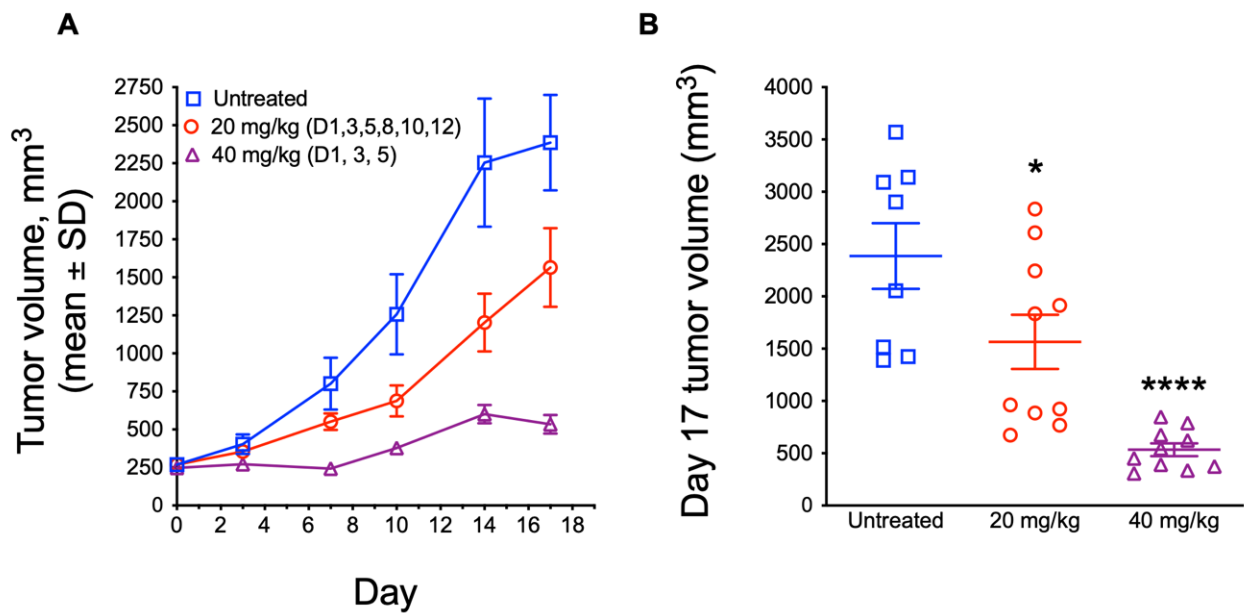 A
Tumor volume, mm³
(mean ± SD)
2750
2500
2250
2000
1750
1500
1250
1000
750
500
250
0
Untreated
20 mg/kg (D1,3,5,8,10,12)
40 mg/kg (D1, 3, 5)
0 2 4 6 8 10 12 14 16 18
Day
B
Day 17 tumor volume (mm³)
4000
3500
3000
2500
2000
1500
1000
500
0
*
****
Untreated 20 mg/kg 40 mg/kg